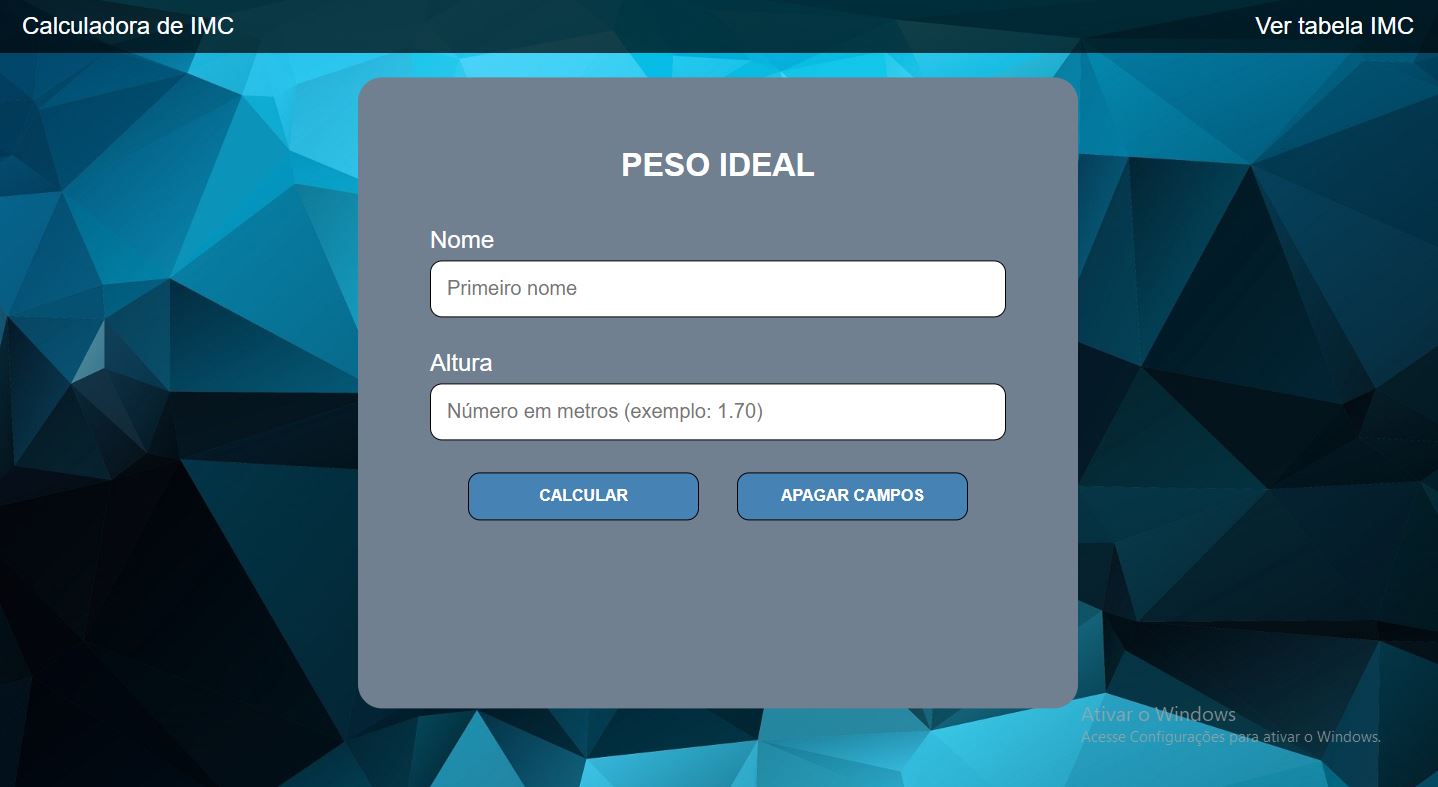 Calculadora de IMC
Ver tabela IMC
PESO IDEAL
Nome
Primeiro nome
Altura
Número em metros (exemplo: 1.70)
CALCULAR
APAGAR CAMPOS
Ativar o Windows
Acesse Configurações para ativar o Windows.